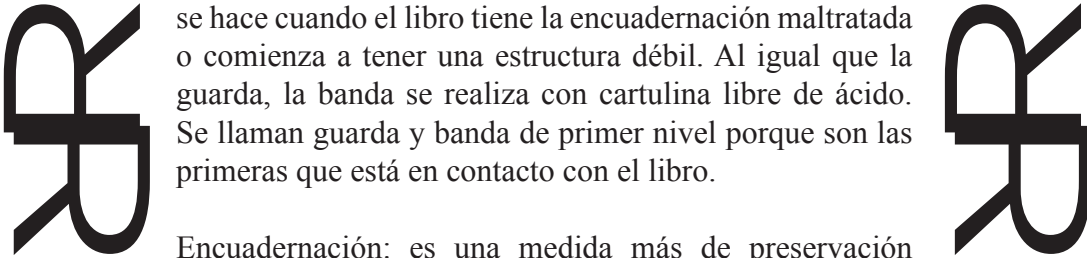 se hace cuando el libro tiene la encuadernación maltratada
o comienza a tener una estructura débil. Al igual que la
guarda, la banda se realiza con cartulina libre de ácido.
Se llaman guarda y banda de primer nivel porque son las
primeras que está en contacto con el libro.
Encuadernación: es una medida más de preservación